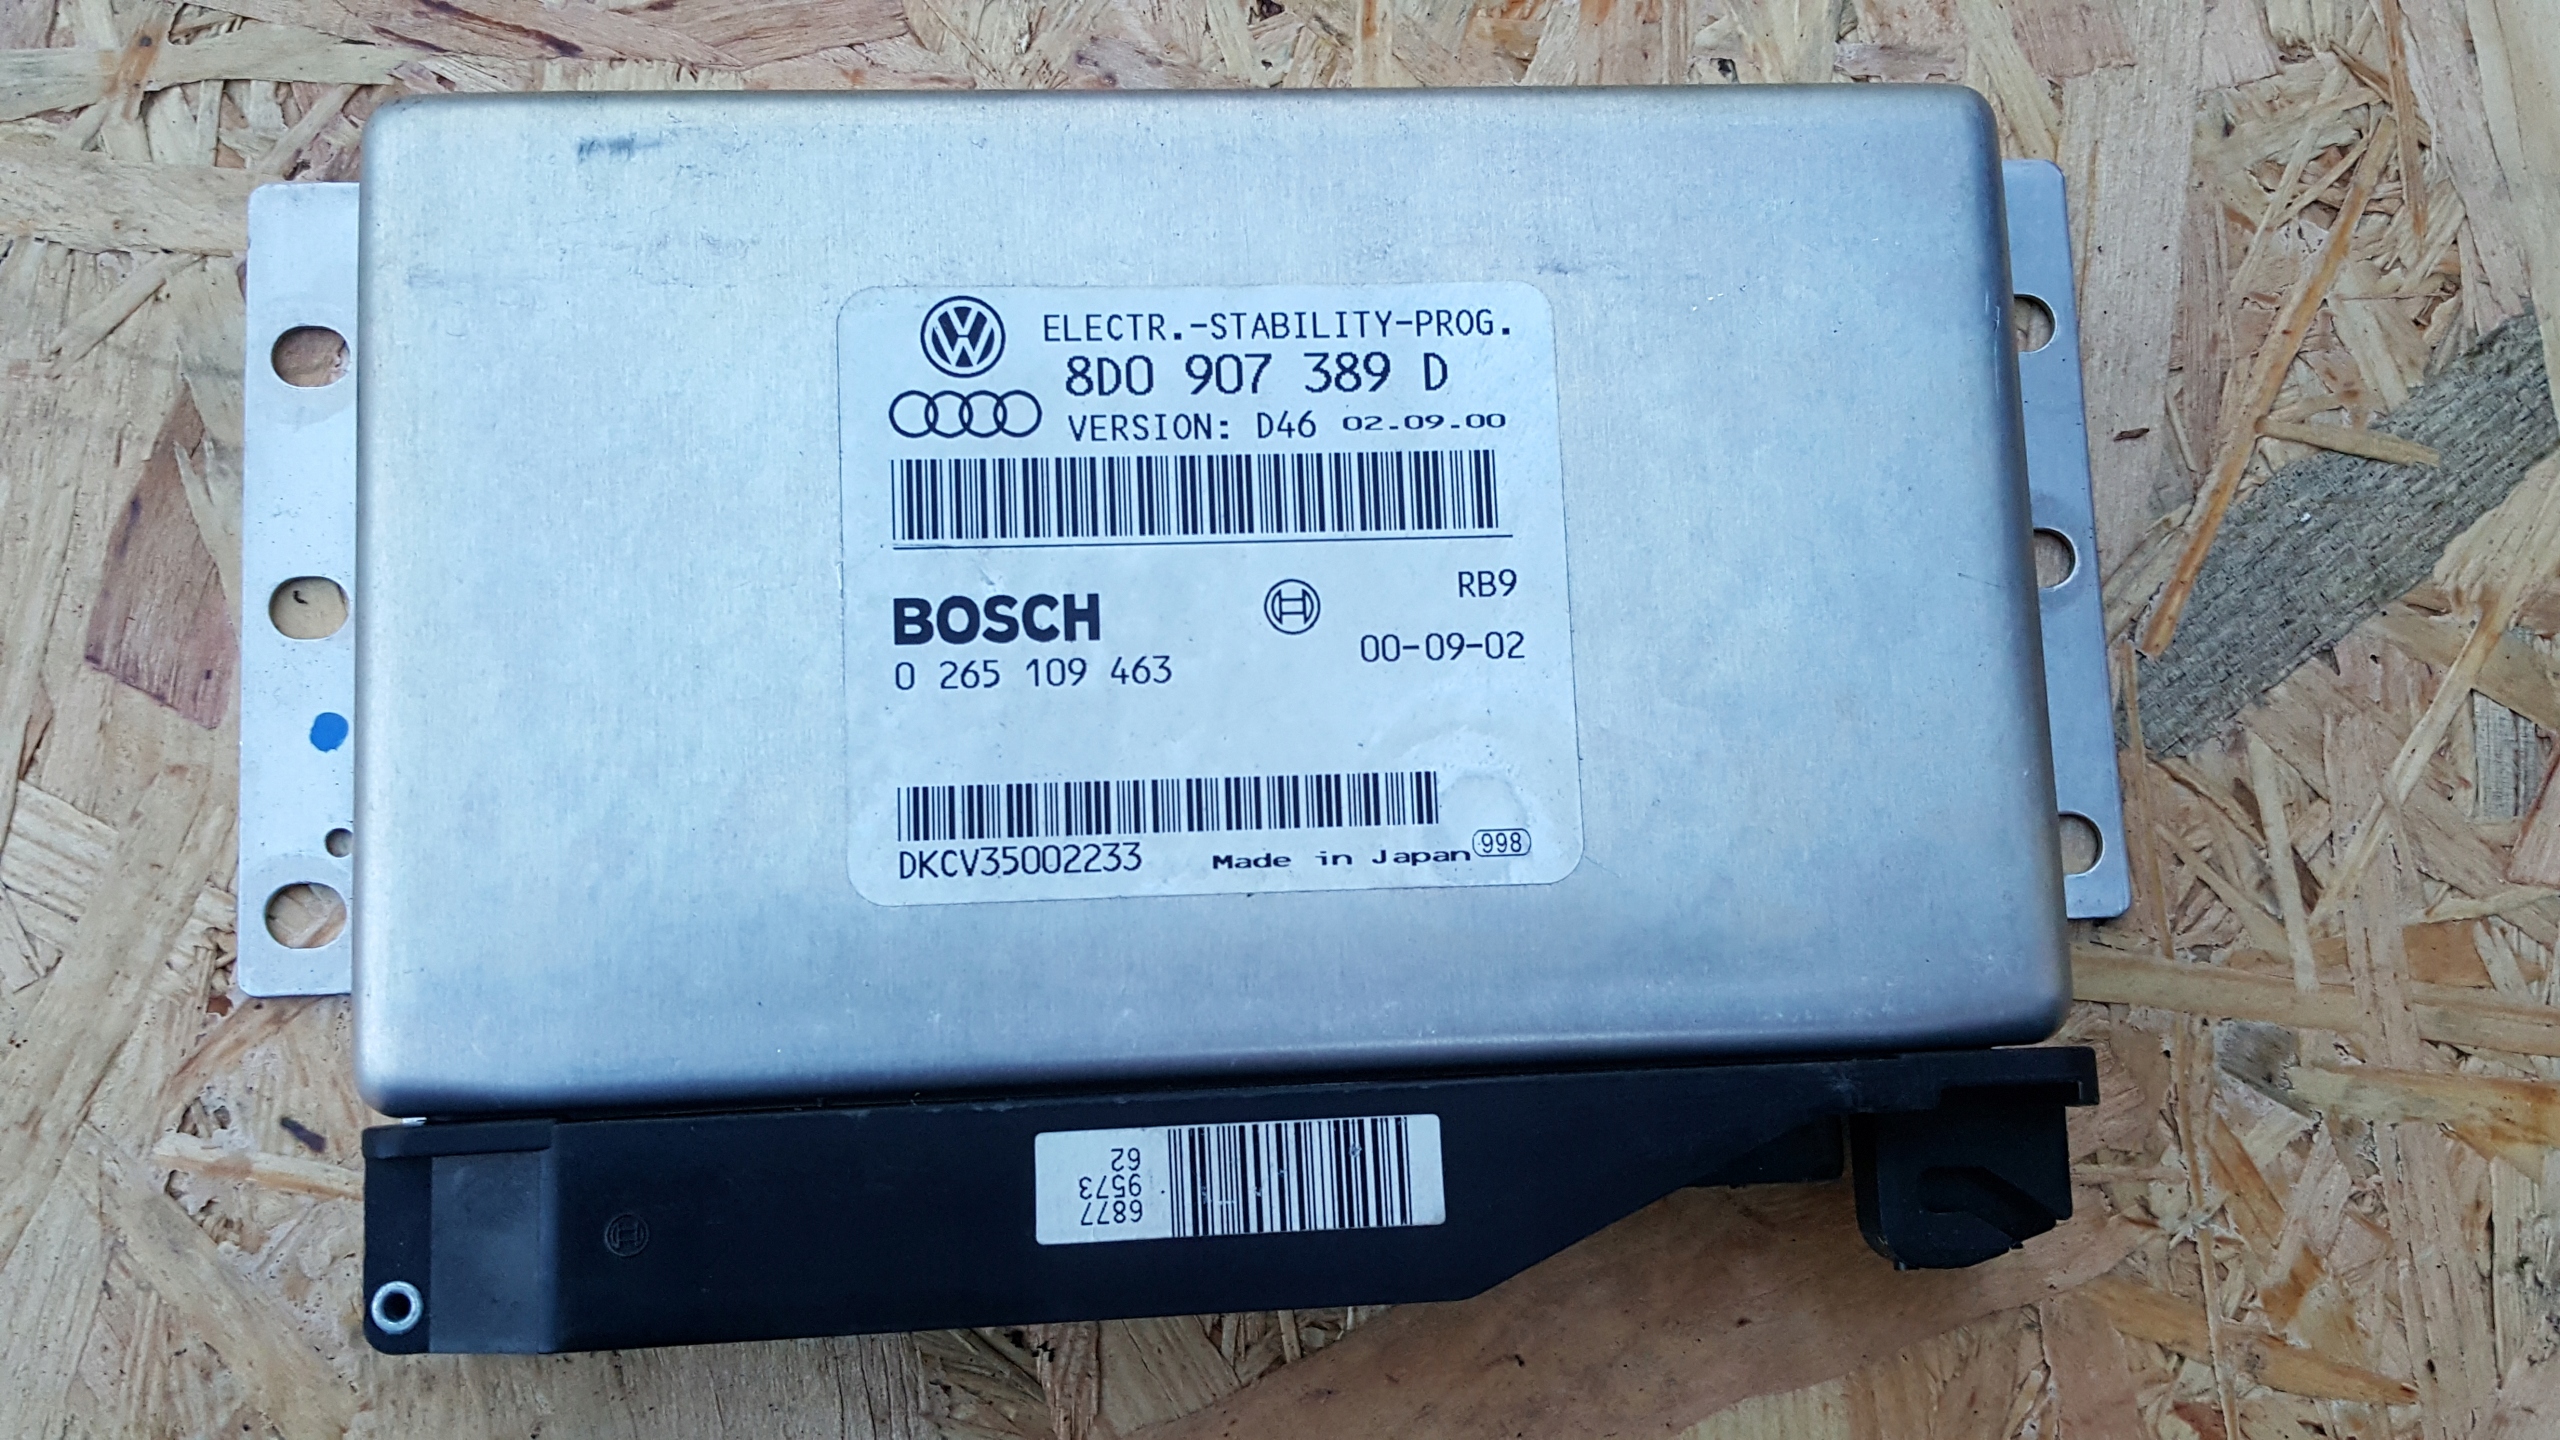 ELECTR.-STABILITY-PROG.
8D0 907 389 D
VERSION: D46 02.09.00
BOSCH
RB9
0 265 109 463
00-09-02
DKCV35002233
Made in Japan
998
6877
9573
62